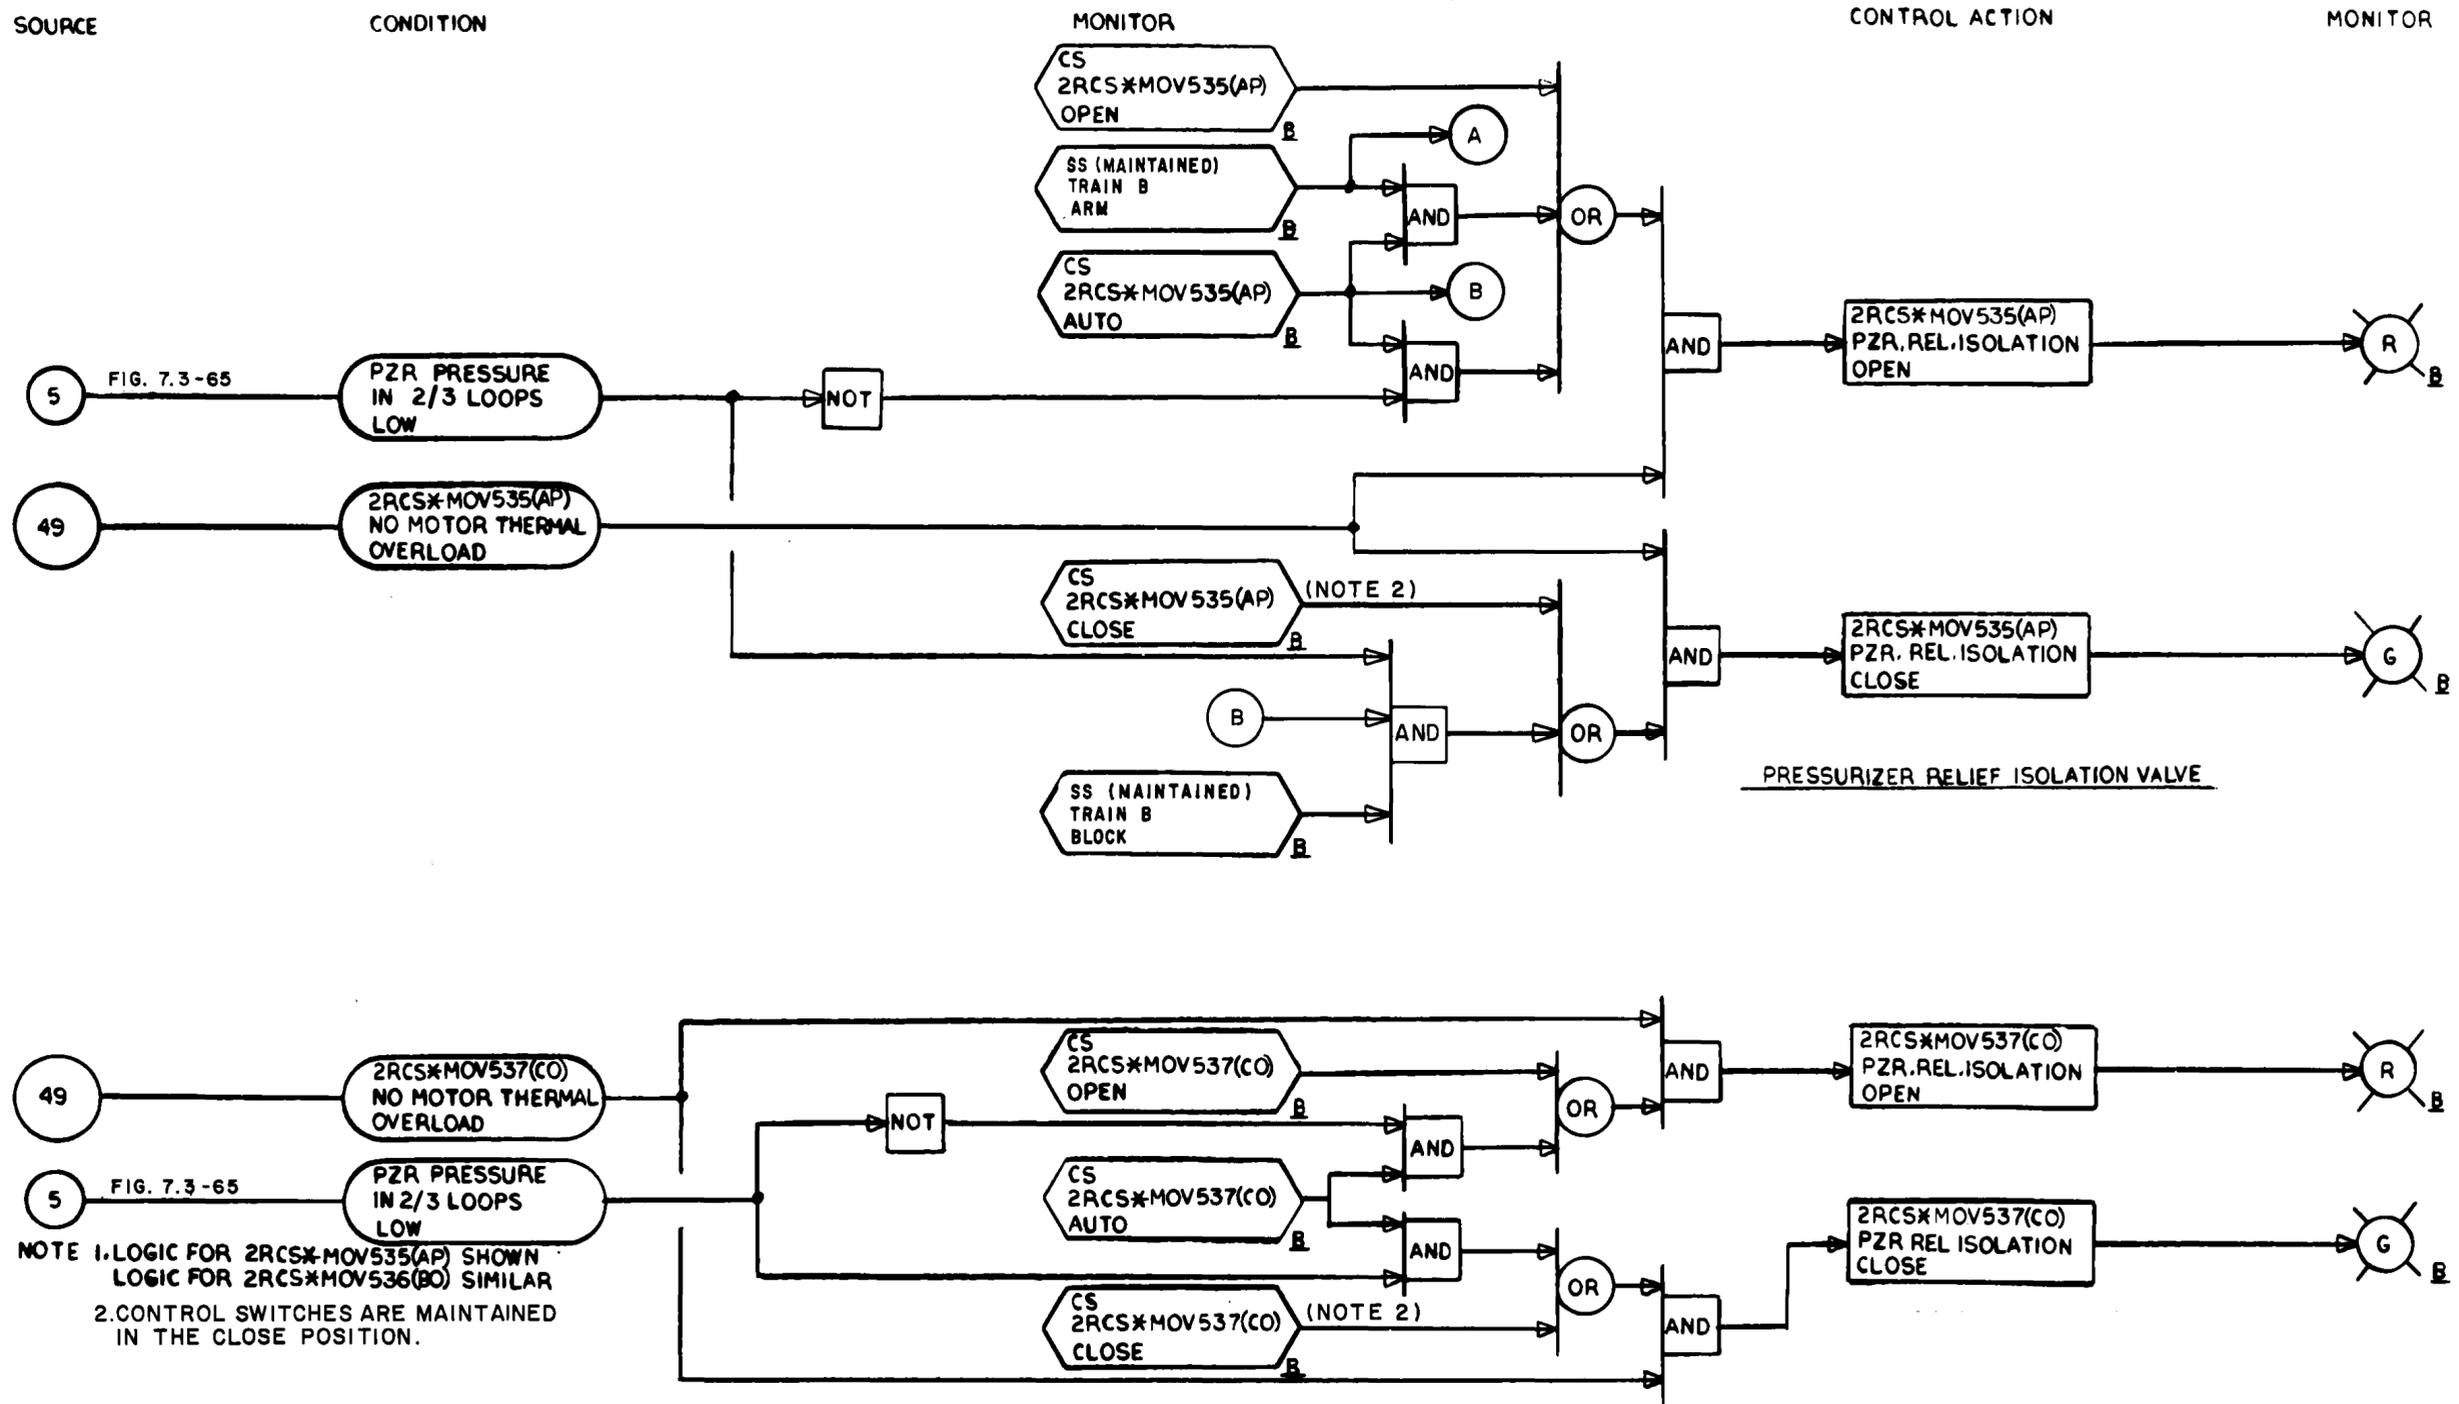 SOURCE
CONDITION
MONITOR
CONTROL ACTION
MONITOR
CS
2RCS*MOV535(AP)
OPEN
B
A
SS (MAINTAINED)
TRAIN B
ARM
B
AND
OR
CS
2RCS*MOV535(AP)
AUTO
B
B
AND
AND
2RCS*MOV535(AP)
PZR.REL.ISOLATION
OPEN
R
B
5
FIG. 7.3-65
PZR PRESSURE
IN 2/3 LOOPS
LOW
NOT
49
2RCS*MOV535(AP)
NO MOTOR THERMAL
OVERLOAD
CS
2RCS*MOV535(AP)
CLOSE
B
(NOTE 2)
AND
2RCS*MOV535(AP)
PZR. REL.ISOLATION
CLOSE
G
B
B
AND
OR
SS (MAINTAINED)
TRAIN B
BLOCK
B
PRESSURIZER RELIEF ISOLATION VALVE
49
2RCS*MOV537(CO)
NO MOTOR THERMAL
OVERLOAD
CS
2RCS*MOV537(CO)
OPEN
B
OR
AND
2RCS*MOV537(CO)
PZR.REL.ISOLATION
OPEN
R
B
NOT
AND
5
FIG. 7.3-65
PZR PRESSURE
IN 2/3 LOOPS
LOW
CS
2RCS*MOV537(CO)
AUTO
B
AND
2RCS*MOV537(CO)
PZR REL ISOLATION
CLOSE
G
B
OR
CS
2RCS*MOV537(CO)
CLOSE
B
(NOTE 2)
AND
NOTE 1.LOGIC FOR 2RCS*MOV535(AP) SHOWN
LOGIC FOR 2RCS*MOV536(BO) SIMILAR
2.CONTROL SWITCHES ARE MAINTAINED
IN THE CLOSE POSITION.